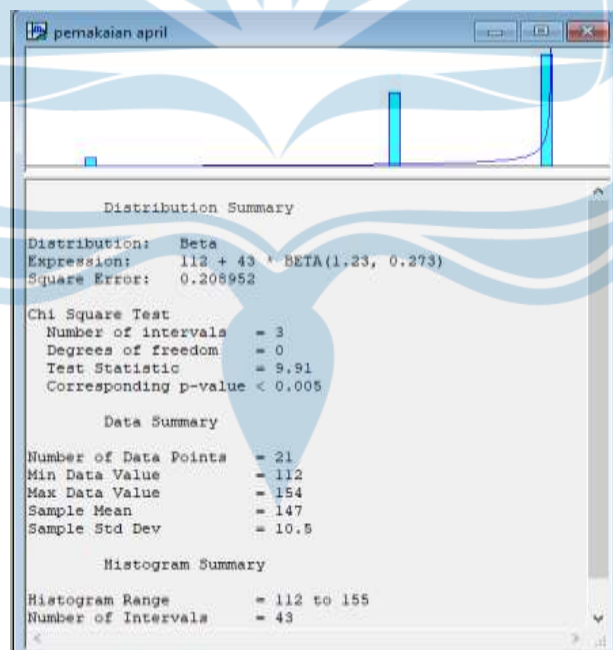 pemakaian april
Distribution Summary
Distribution: Beta
Expression: 112 + 43 * BETA(1.23, 0.273)
Square Error: 0.208952
Chi Square Test
Number of intervals = 3
Degrees of freedom = 0
Test Statistic = 9.91
Corresponding p-value < 0.005
Data Summary
Number of Data Points = 21
Min Data Value = 112
Max Data Value = 154
Sample Mean = 147
Sample Std Dev = 10.5
Histogram Summary
Histogram Range = 112 to 155
Number of Intervals = 43